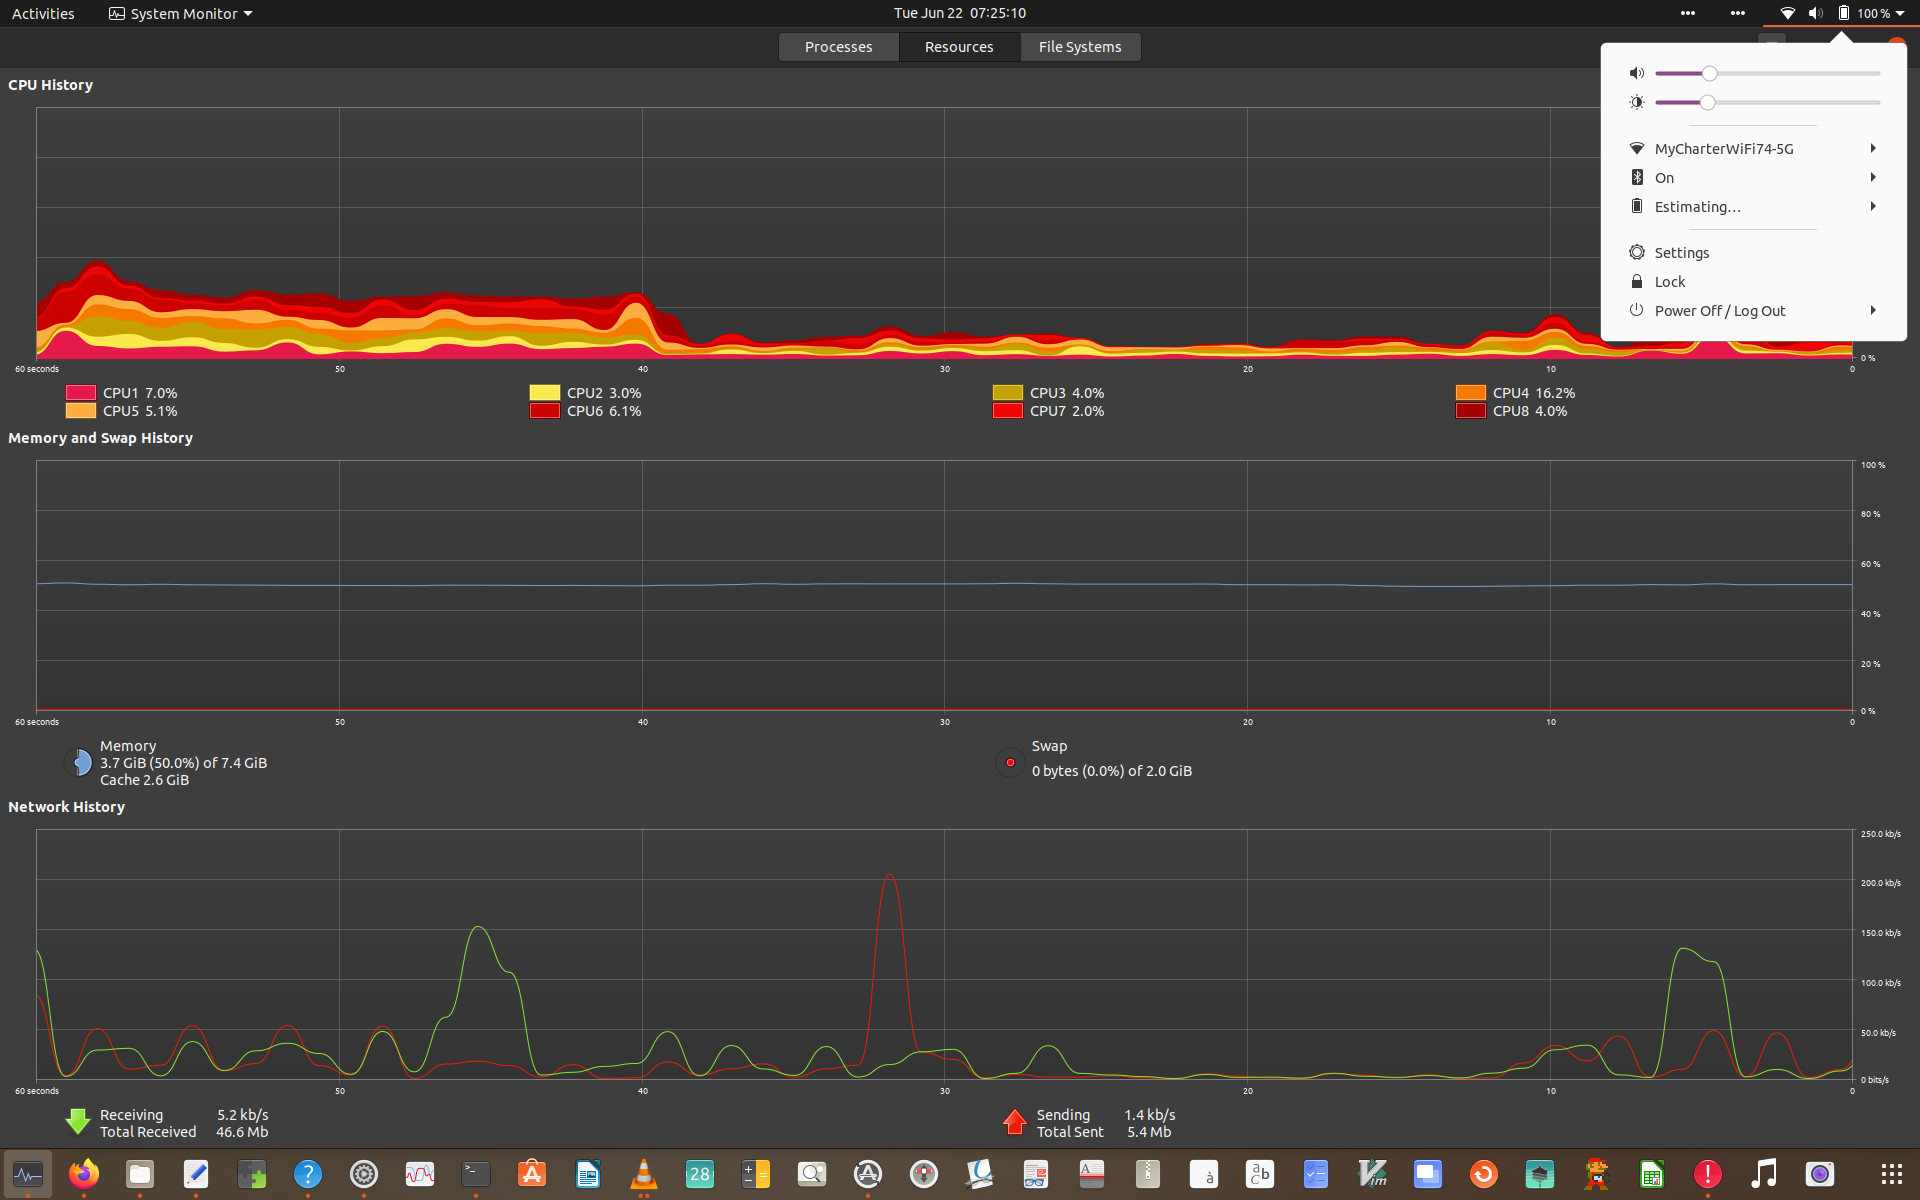 Activities System Monitor Tue Jun 22 07:25:10 100 %
Processes Resources File Systems
CPU History
MyCharterWiFi74-5G
On
Estimating…
Settings
Lock
Power Off / Log Out
0 %
60 seconds 50 40 30 20 10 0
CPU1 7.0% CPU2 3.0% CPU3 4.0% CPU4 16.2%
CPU5 5.1% CPU6 6.1% CPU7 2.0% CPU8 4.0%
Memory and Swap History
100 %
80 %
60 %
40 %
20 %
0 %
60 seconds 50 40 30 20 10 0
Memory
3.7 GiB (50.0%) of 7.4 GiB
Cache 2.6 GiB
Swap
0 bytes (0.0%) of 2.0 GiB
Network History
250.0 kb/s
200.0 kb/s
150.0 kb/s
100.0 kb/s
50.0 kb/s
0 bits/s
60 seconds 50 40 30 20 10 0
Receiving 5.2 kb/s
Total Received 46.6 Mb
Sending 1.4 kb/s
Total Sent 5.4 Mb
28
à
a b c
Vim